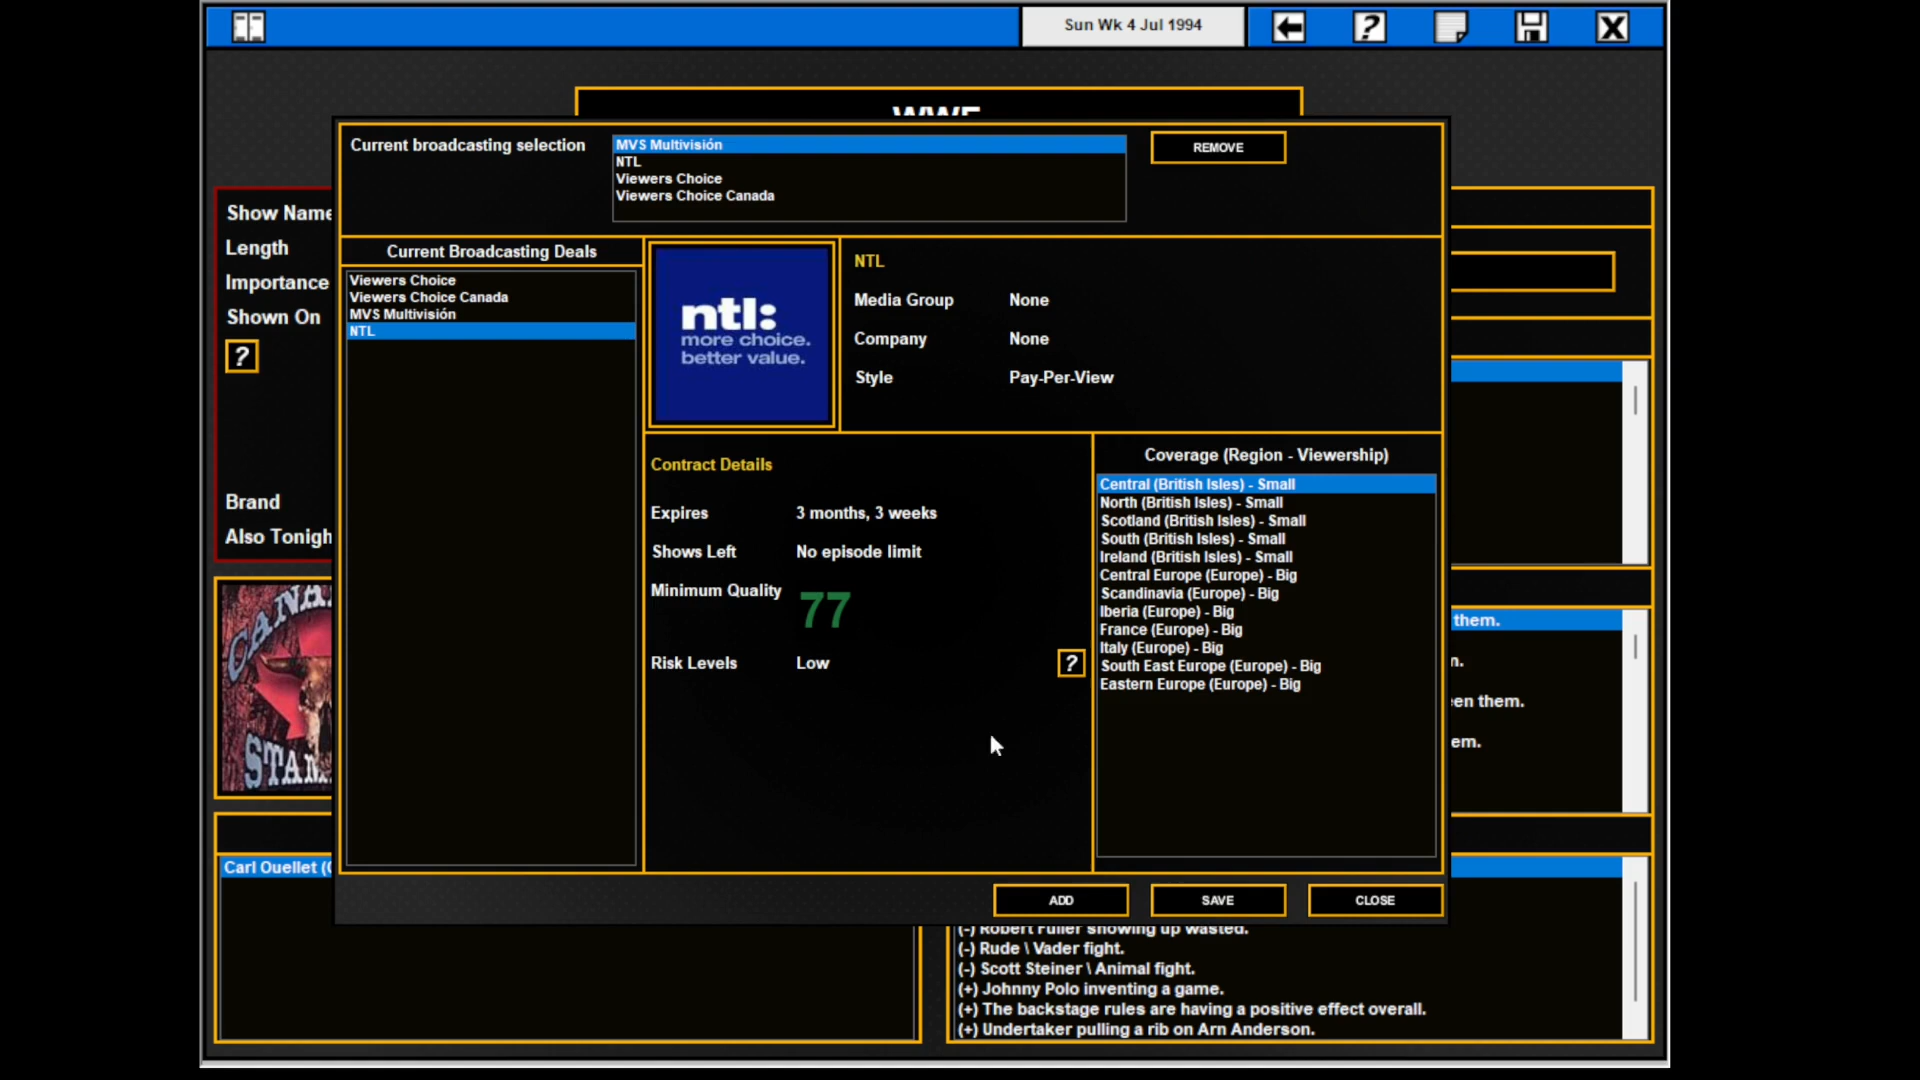 Sun Wk 4 Jul 1994
WWF
Current broadcasting selection
MVS Multivisión
NTL
Viewers Choice
Viewers Choice Canada
REMOVE
Show Name
Length
Importance
Shown On
?
Brand
Also Tonigh
Current Broadcasting Deals
Viewers Choice
Viewers Choice Canada
MVS Multivisión
NTL
ntl:
more choice.
better value.
NTL
Media Group None
Company None
Style Pay-Per-View
Contract Details
Expires 3 months, 3 weeks
Shows Left No episode limit
Minimum Quality 77
Risk Levels Low
?
Coverage (Region - Viewership)
Central (British Isles) - Small
North (British Isles) - Small
Scotland (British Isles) - Small
South (British Isles) - Small
Ireland (British Isles) - Small
Central Europe (Europe) - Big
Scandinavia (Europe) - Big
Iberia (Europe) - Big
France (Europe) - Big
Italy (Europe) - Big
South East Europe (Europe) - Big
Eastern Europe (Europe) - Big
them.
n.
en them.
em.
CANA
STAM
Carl Ouellet (
ADD
SAVE
CLOSE
(-) Robert Fuller showing up wasted.
(-) Rude \ Vader fight.
(-) Scott Steiner \ Animal fight.
(+) Johnny Polo inventing a game.
(+) The backstage rules are having a positive effect overall.
(+) Undertaker pulling a rib on Arn Anderson.